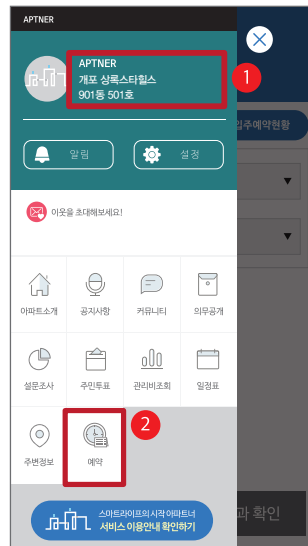 APTNER
APTNER
개포 상록스타힐스
901동 501호
1
입주예약현황
알림
설정
이웃을 초대해보세요!
아파트소개
공지사항
커뮤니티
의무공개
설문조사
주민투표
관리비조회
일정표
2
주변정보
예약
스마트라이프의 시작 아파트너
서비스 이용안내 확인하기
과 확인